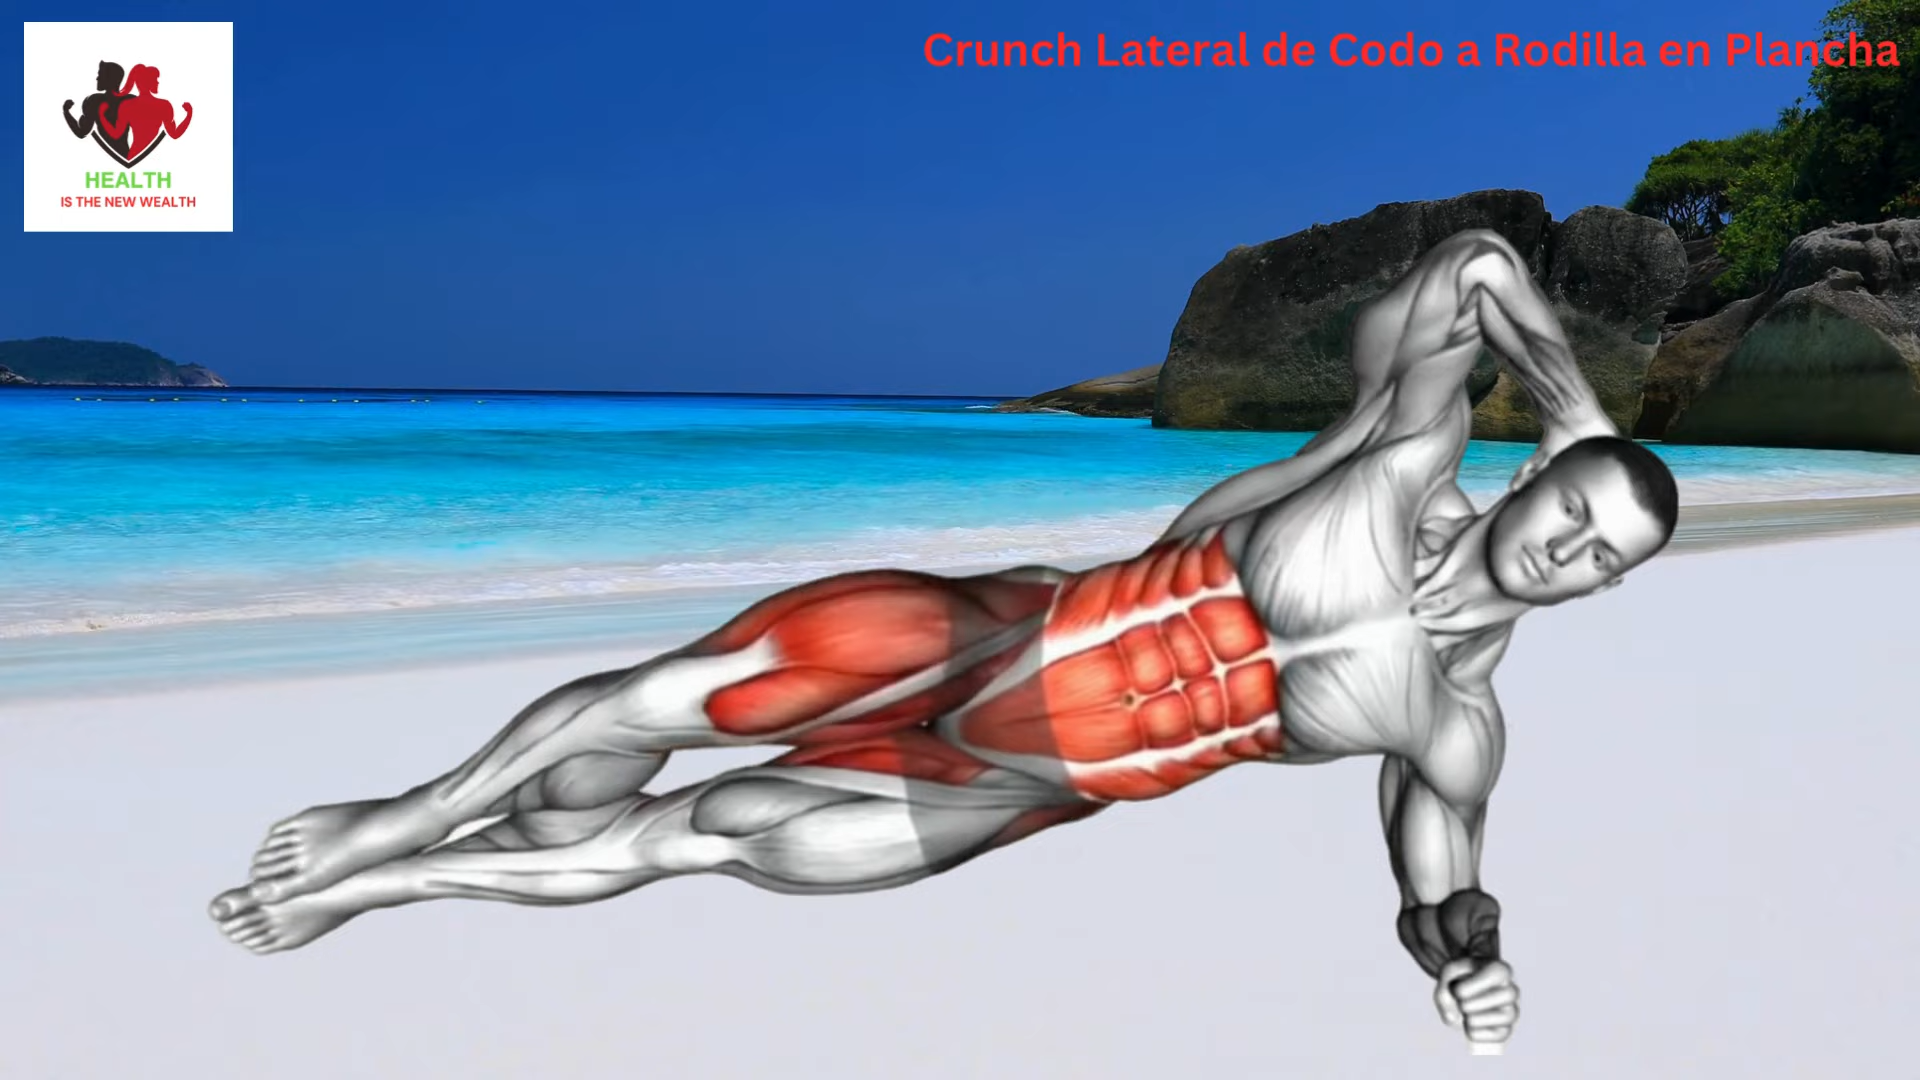 Crunch Lateral de Codo a Rodilla en Plancha
HEALTH
IS THE NEW WEALTH